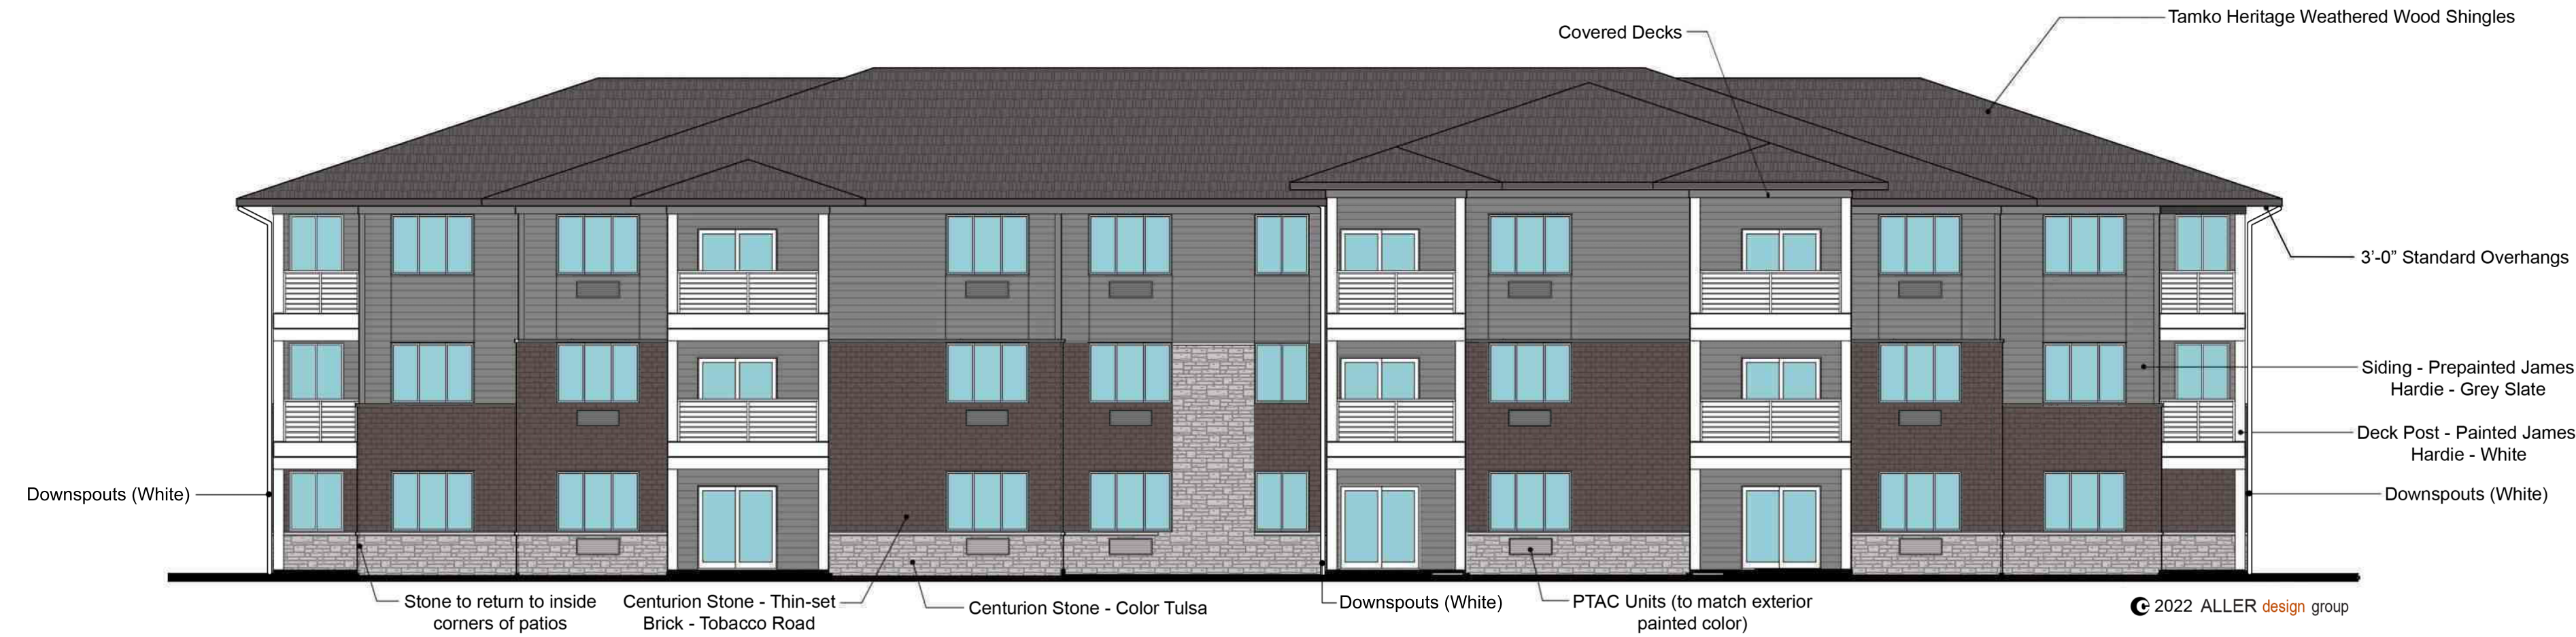 Tamko Heritage Weathered Wood Shingles
Covered Decks
3'-0” Standard Overhangs
Siding - Prepainted James
Hardie - Grey Slate
Deck Post - Painted James
Hardie - White
Downspouts (White)
Downspouts (White)
Stone to return to inside
corners of patios
Centurion Stone - Thin-set
Brick - Tobacco Road
Centurion Stone - Color Tulsa
Downspouts (White)
PTAC Units (to match exterior
painted color)
2022 ALLER design group